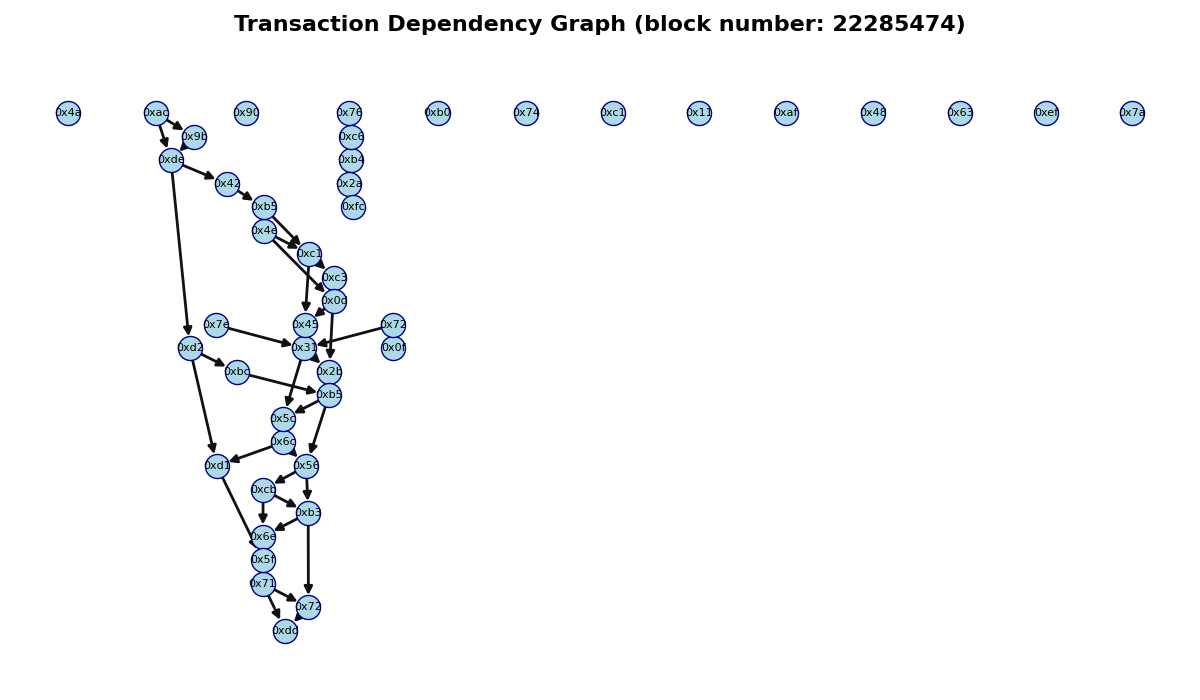 Transaction Dependency Graph (block number: 22285474)
0x4a 0xac 0x90 0x76 0xb0 0x74 0xc1 0x11 0xaf 0x48 0x63 0xef 0x7a
0x9b 0xc6
0xde 0xb4
0x42 0x2a
0xb5 0xfc
0x4e
0xc1
0xc3
0x0d
0x7e 0x45 0x72
0xd2 0x31 0x0f
0xbc 0x2b
0xb5
0x5c
0x6c
0xd1 0x56
0xcb
0xb3
0x6e
0x5f
0x71
0x72
0xdc